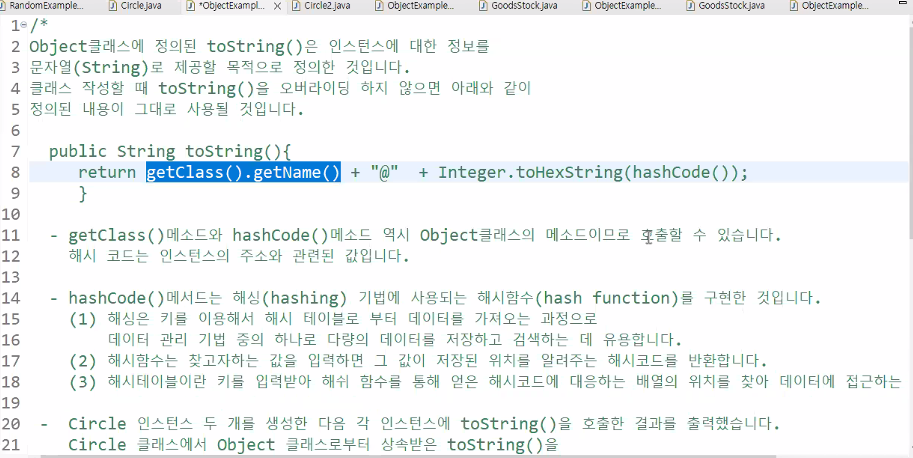 RandomExample... Circle.java *ObjectExampl... Circle2.java ObjectExample... GoodsStock.java ObjectExample... GoodsStock.java ObjectExample...
1 /*
2 Object클래스에 정의된 toString()은 인스턴스에 대한 정보를
3 문자열(String)로 제공할 목적으로 정의한 것입니다.
4 클래스 작성할 때 toString()을 오버라이딩 하지 않으면 아래와 같이
5 정의된 내용이 그대로 사용될 것입니다.
6
7 public String toString(){
8 return getClass().getName() + "@" + Integer.toHexString(hashCode());
9 }
10
11 - getClass()메소드와 hashCode()메소드 역시 Object클래스의 메소드이므로 호출할 수 있습니다.
12 해시 코드는 인스턴스의 주소와 관련된 값입니다.
13
14 - hashCode()메서드는 해싱(hashing) 기법에 사용되는 해시함수(hash function)를 구현한 것입니다.
15 (1) 해싱은 키를 이용해서 해시 테이블로 부터 데이터를 가져오는 과정으로
16 데이터 관리 기법 중의 하나로 다량의 데이터를 저장하고 검색하는 데 유용합니다.
17 (2) 해시함수는 찾고자하는 값을 입력하면 그 값이 저장된 위치를 알려주는 해시코드를 반환합니다.
18 (3) 해시테이블이란 키를 입력받아 해쉬 함수를 통해 얻은 해시코드에 대응하는 배열의 위치를 찾아 데이터에 접근하는
19
20 - Circle 인스턴스 두 개를 생성한 다음 각 인스턴스에 toString()을 호출한 결과를 출력했습니다.
21 Circle 클래스에서 Object 클래스로부터 상속받은 toString()을